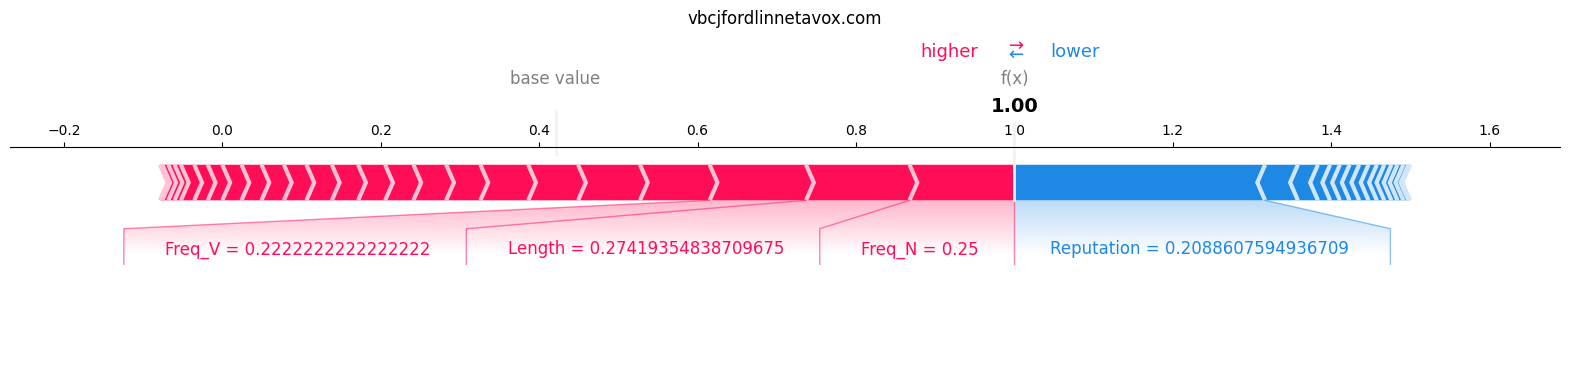 vbcjfordlinnetavox.com
higher → ← lower
base value f(x)
1.00
−0.2 0.0 0.2 0.4 0.6 0.8 1.0 1.2 1.4 1.6
Freq_V = 0.2222222222222222 Length = 0.27419354838709675 Freq_N = 0.25 Reputation = 0.2088607594936709